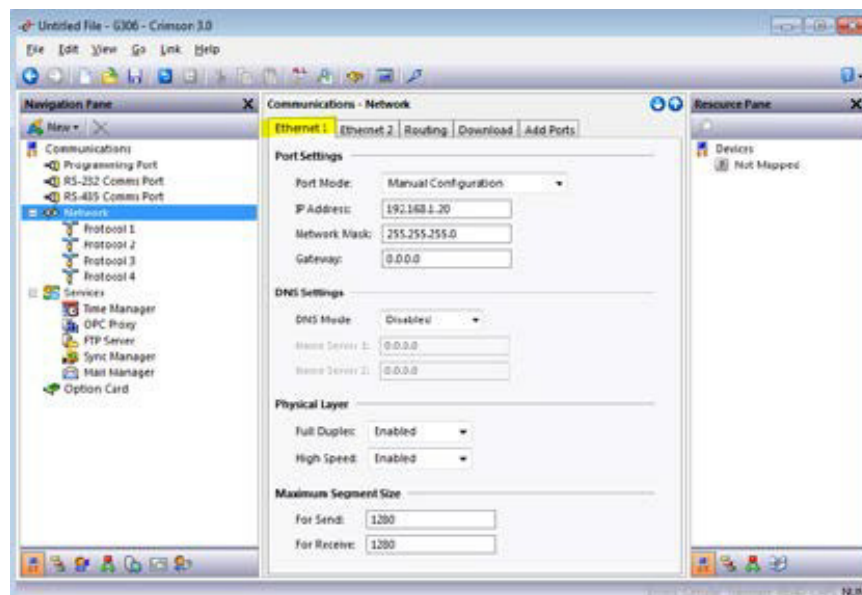 Untitled File - G306 - Crimson 3.0
File Edit View Go Link Help
Navigation Pane
New
Communications
Programming Port
RS-232 Comms Port
RS-485 Comms Port
Network
Protocol 1
Protocol 2
Protocol 3
Protocol 4
Services
Time Manager
OPC Proxy
FTP Server
Sync Manager
Mail Manager
Option Card
Communications - Network
Ethernet 1 Ethernet 2 Routing Download Add Ports
Port Settings
Port Mode: Manual Configuration
IP Address: 192.168.1.20
Network Mask: 255.255.255.0
Gateway: 0.0.0.0
DNS Settings
DNS Mode Disabled
Name Server 1: 0.0.0.0
Name Server 2: 0.0.0.0
Physical Layer
Full Duplex: Enabled
High Speed: Enabled
Maximum Segment Size
For Send: 1280
For Receive: 1280
Resource Pane
Devices
Not Mapped
NUM